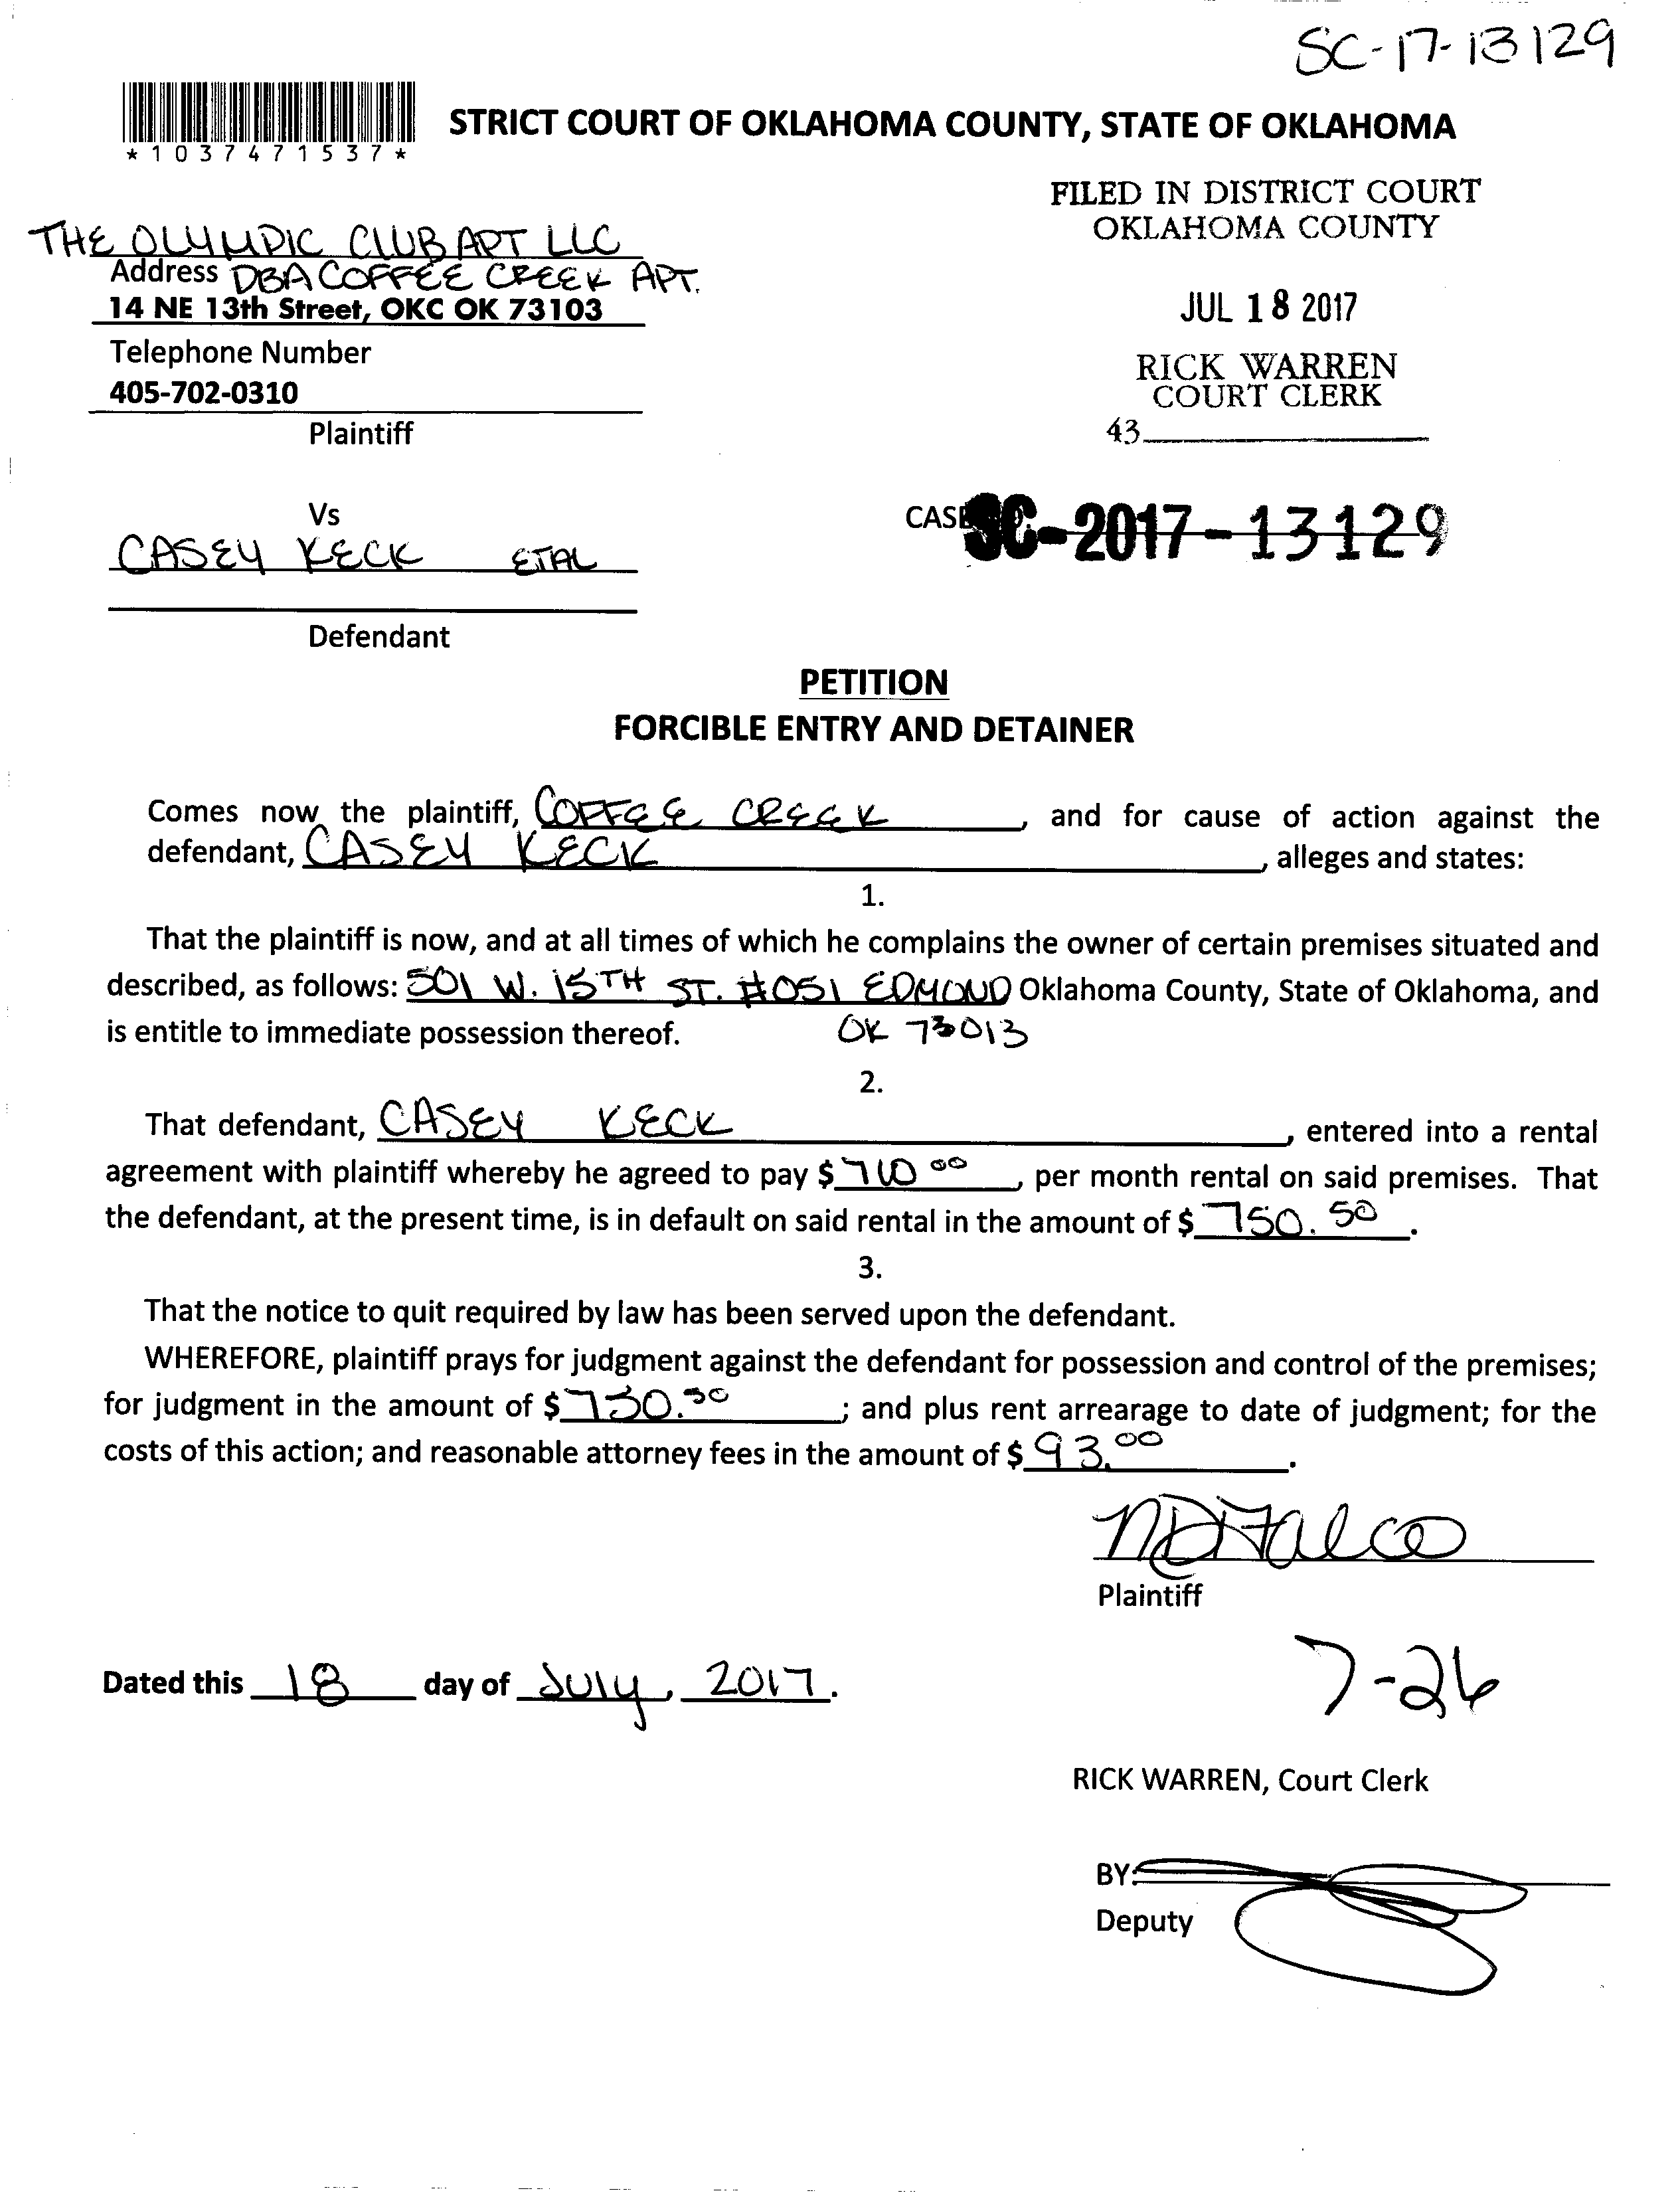 SC-17-13129
*1037471537*
STRICT COURT OF OKLAHOMA COUNTY, STATE OF OKLAHOMA
FILED IN DISTRICT COURT
OKLAHOMA COUNTY
THE OLYMPIC CLUB APT LLC
Address DBA COFFEE CREEK APT.
14 NE 13th Street, OKC OK 73103
JUL 18 2017
Telephone Number
RICK WARREN
COURT CLERK
405-702-0310
43
Plaintiff
Vs
CASE SC-2017-13129
CASEY KECK ETAL
Defendant
PETITION
FORCIBLE ENTRY AND DETAINER
Comes now the plaintiff, COFFEE CREEK, and for cause of action against the
defendant, CASEY KECK, alleges and states:
1.
That the plaintiff is now, and at all times of which he complains the owner of certain premises situated and
described, as follows: 501 W. 15TH ST. #051 EDMOND Oklahoma County, State of Oklahoma, and
is entitle to immediate possession thereof. OK 73013
2.
That defendant, CASEY KECK, entered into a rental
agreement with plaintiff whereby he agreed to pay $ 710 00, per month rental on said premises. That
the defendant, at the present time, is in default on said rental in the amount of $ 750.50.
3.
That the notice to quit required by law has been served upon the defendant.
WHEREFORE, plaintiff prays for judgment against the defendant for possession and control of the premises;
for judgment in the amount of $ 750.50; and plus rent arrearage to date of judgment; for the
costs of this action; and reasonable attorney fees in the amount of $ 93.00.
Plaintiff
Dated this 18 day of July, 2017.
7-26
RICK WARREN, Court Clerk
BY:
Deputy